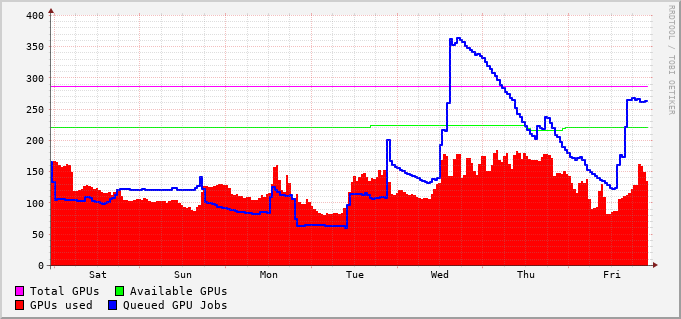 RRDTOOL / TOBI OETIKER
400
350
300
250
200
150
100
50
0
Sat Sun Mon Tue Wed Thu Fri
Total GPUs Available GPUs
GPUs used Queued GPU Jobs